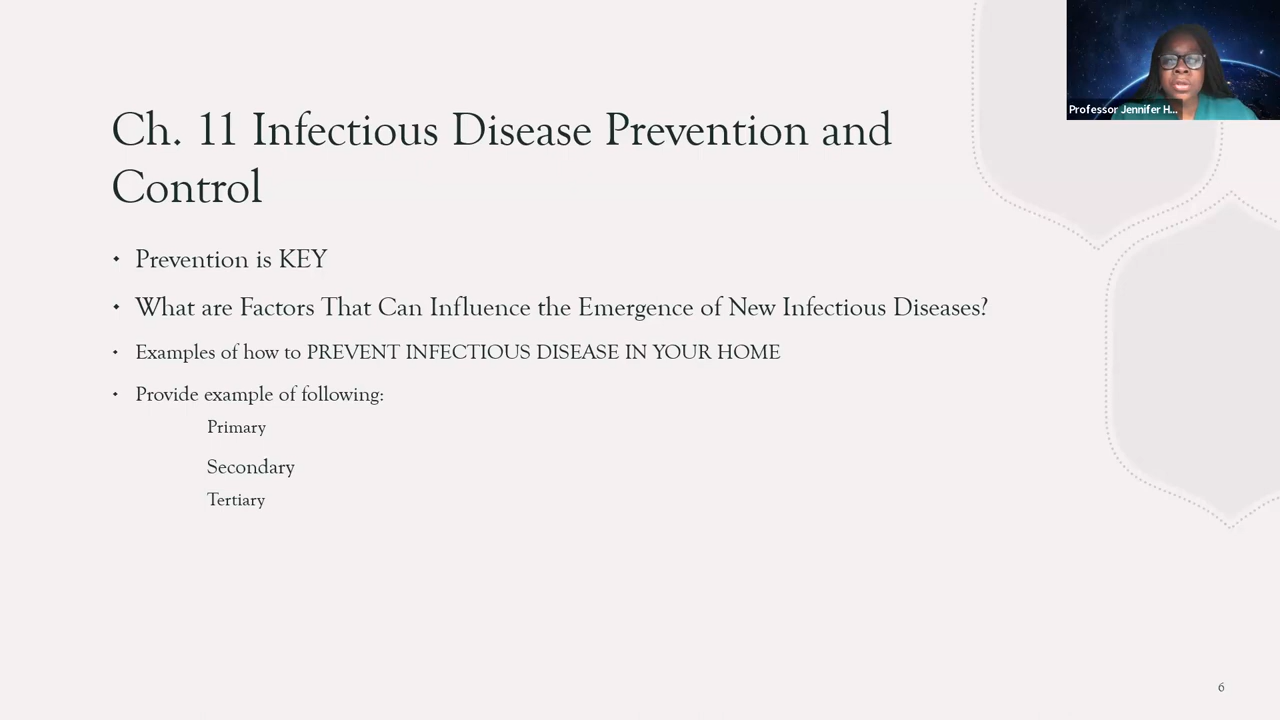 Professor Jennifer H...
Ch. 11 Infectious Disease Prevention and
Control
• Prevention is KEY
• What are Factors That Can Influence the Emergence of New Infectious Diseases?
• Examples of how to PREVENT INFECTIOUS DISEASE IN YOUR HOME
• Provide example of following:
Primary
Secondary
Tertiary
6